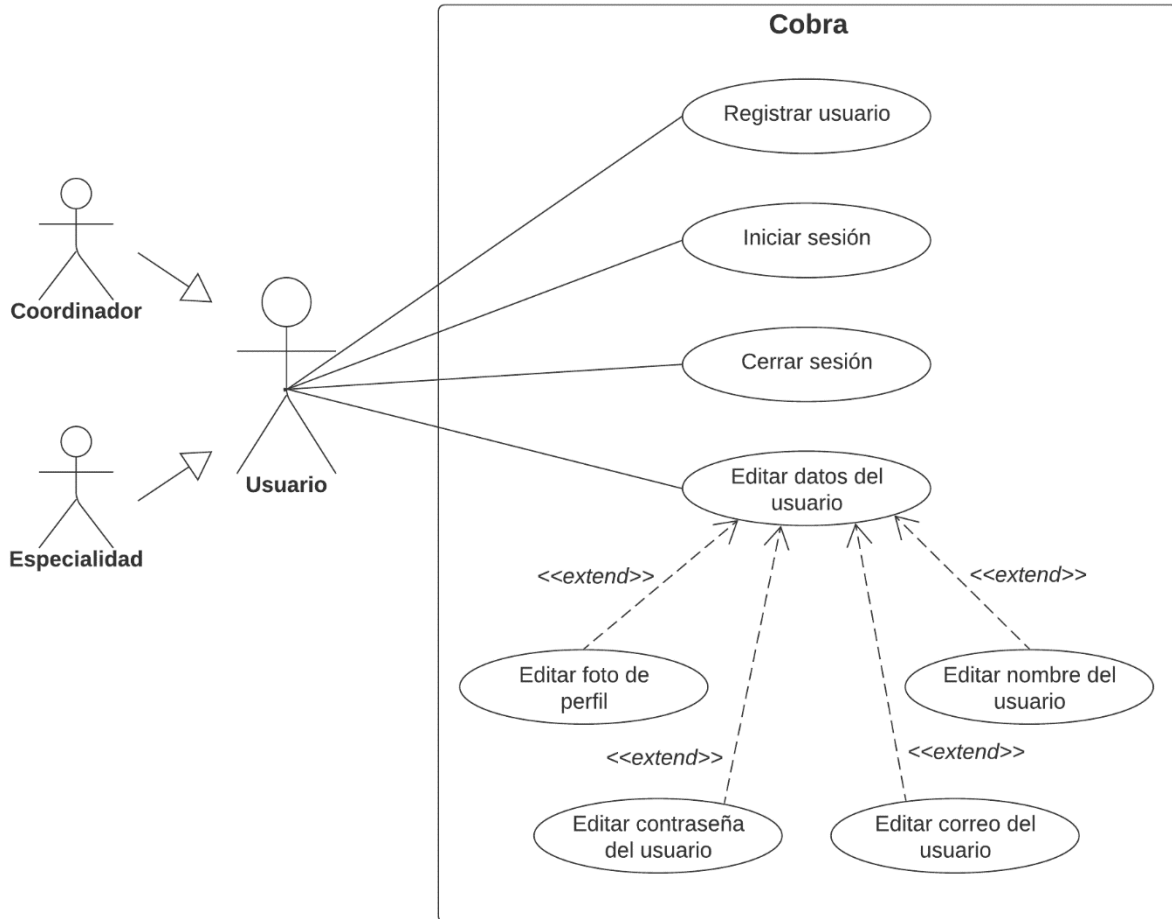 Cobra
Registrar usuario
Iniciar sesión
Cerrar sesión
Coordinador
Usuario
Especialidad
Editar datos del
usuario
<<extend>>
<<extend>>
Editar foto de
perfil
Editar nombre del
usuario
<<extend>>
<<extend>>
Editar contraseña
del usuario
Editar correo del
usuario